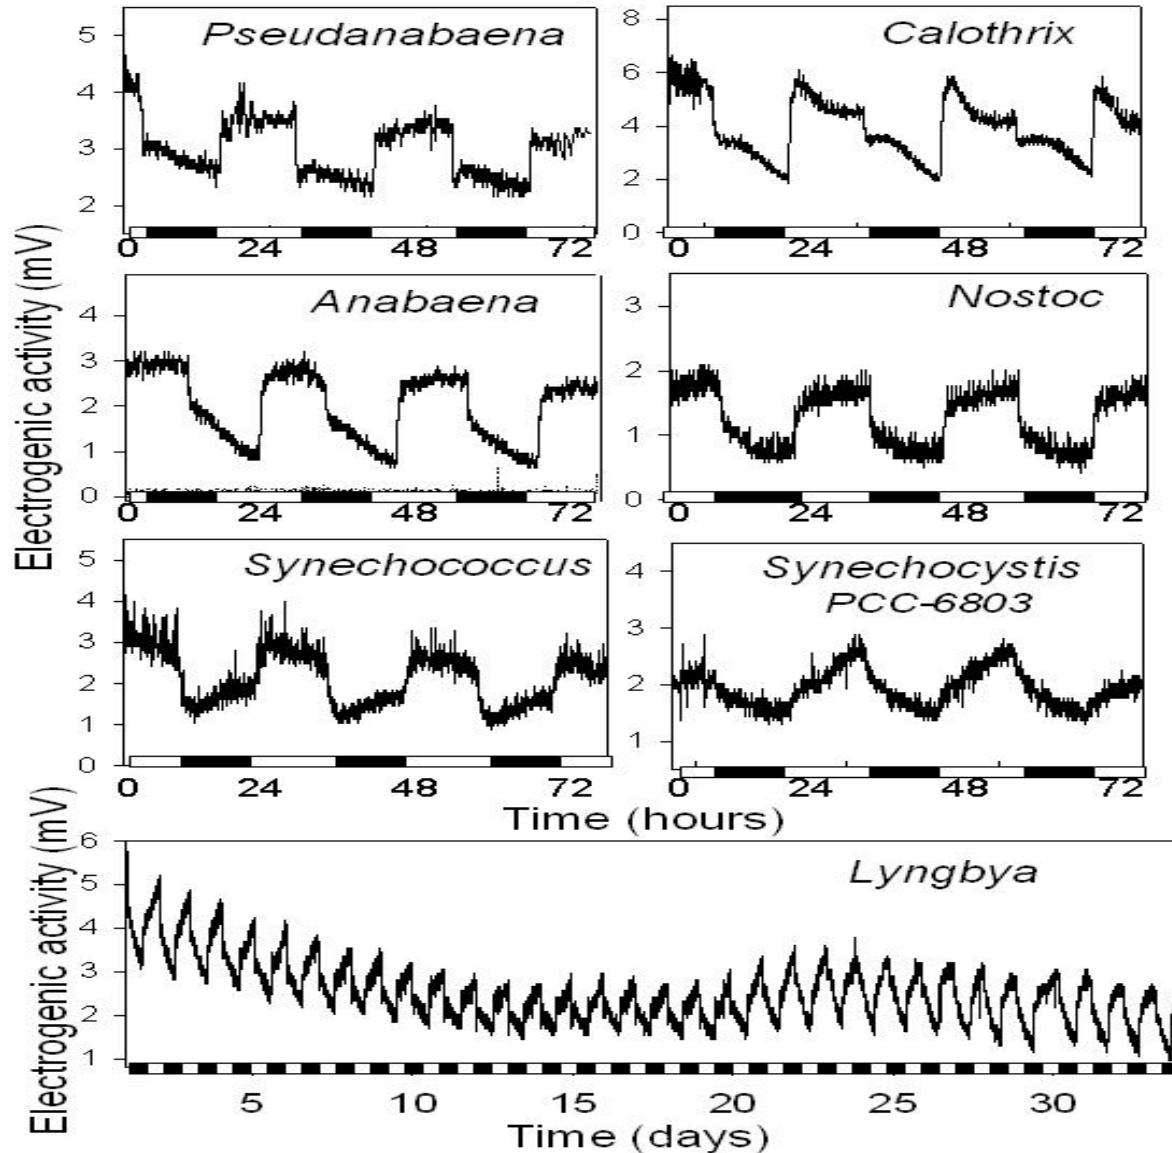 Pseudanabaena
5
4
3
2
0 24 48 72
Calothrix
8
6
4
2
0
0 24 48 72
Electrogenic activity (mV)
Anabaena
4
3
2
1
0
0 24 48 72
Nostoc
3
2
1
0
0 24 48 72
Synechococcus
5
4
3
2
1
0
0 24 48 72
Synechocystis
PCC-6803
4
3
2
1
0 24 48 72
Time (hours)
Electrogenic activity (mV)
Lyngbya
6
5
4
3
2
1
5 10 15 20 25 30
Time (days)